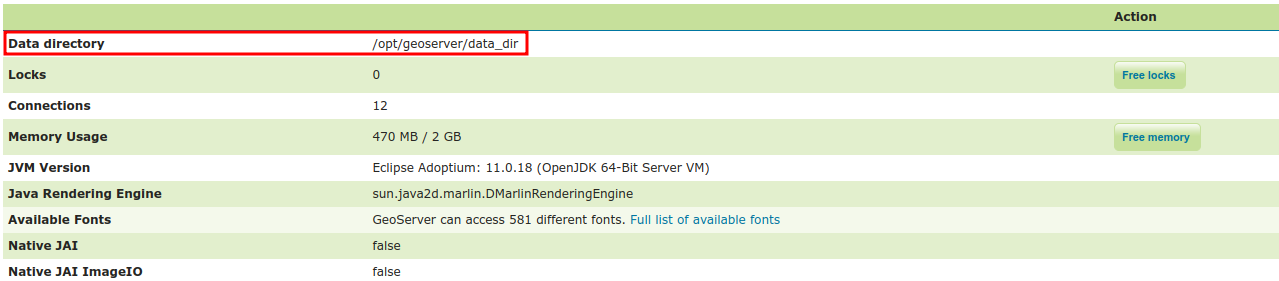 Action
Data directory /opt/geoserver/data_dir
Locks 0 Free locks
Connections 12
Memory Usage 470 MB / 2 GB Free memory
JVM Version Eclipse Adoptium: 11.0.18 (OpenJDK 64-Bit Server VM)
Java Rendering Engine sun.java2d.marlin.DMarlinRenderingEngine
Available Fonts GeoServer can access 581 different fonts. Full list of available fonts
Native JAI false
Native JAI ImageIO false